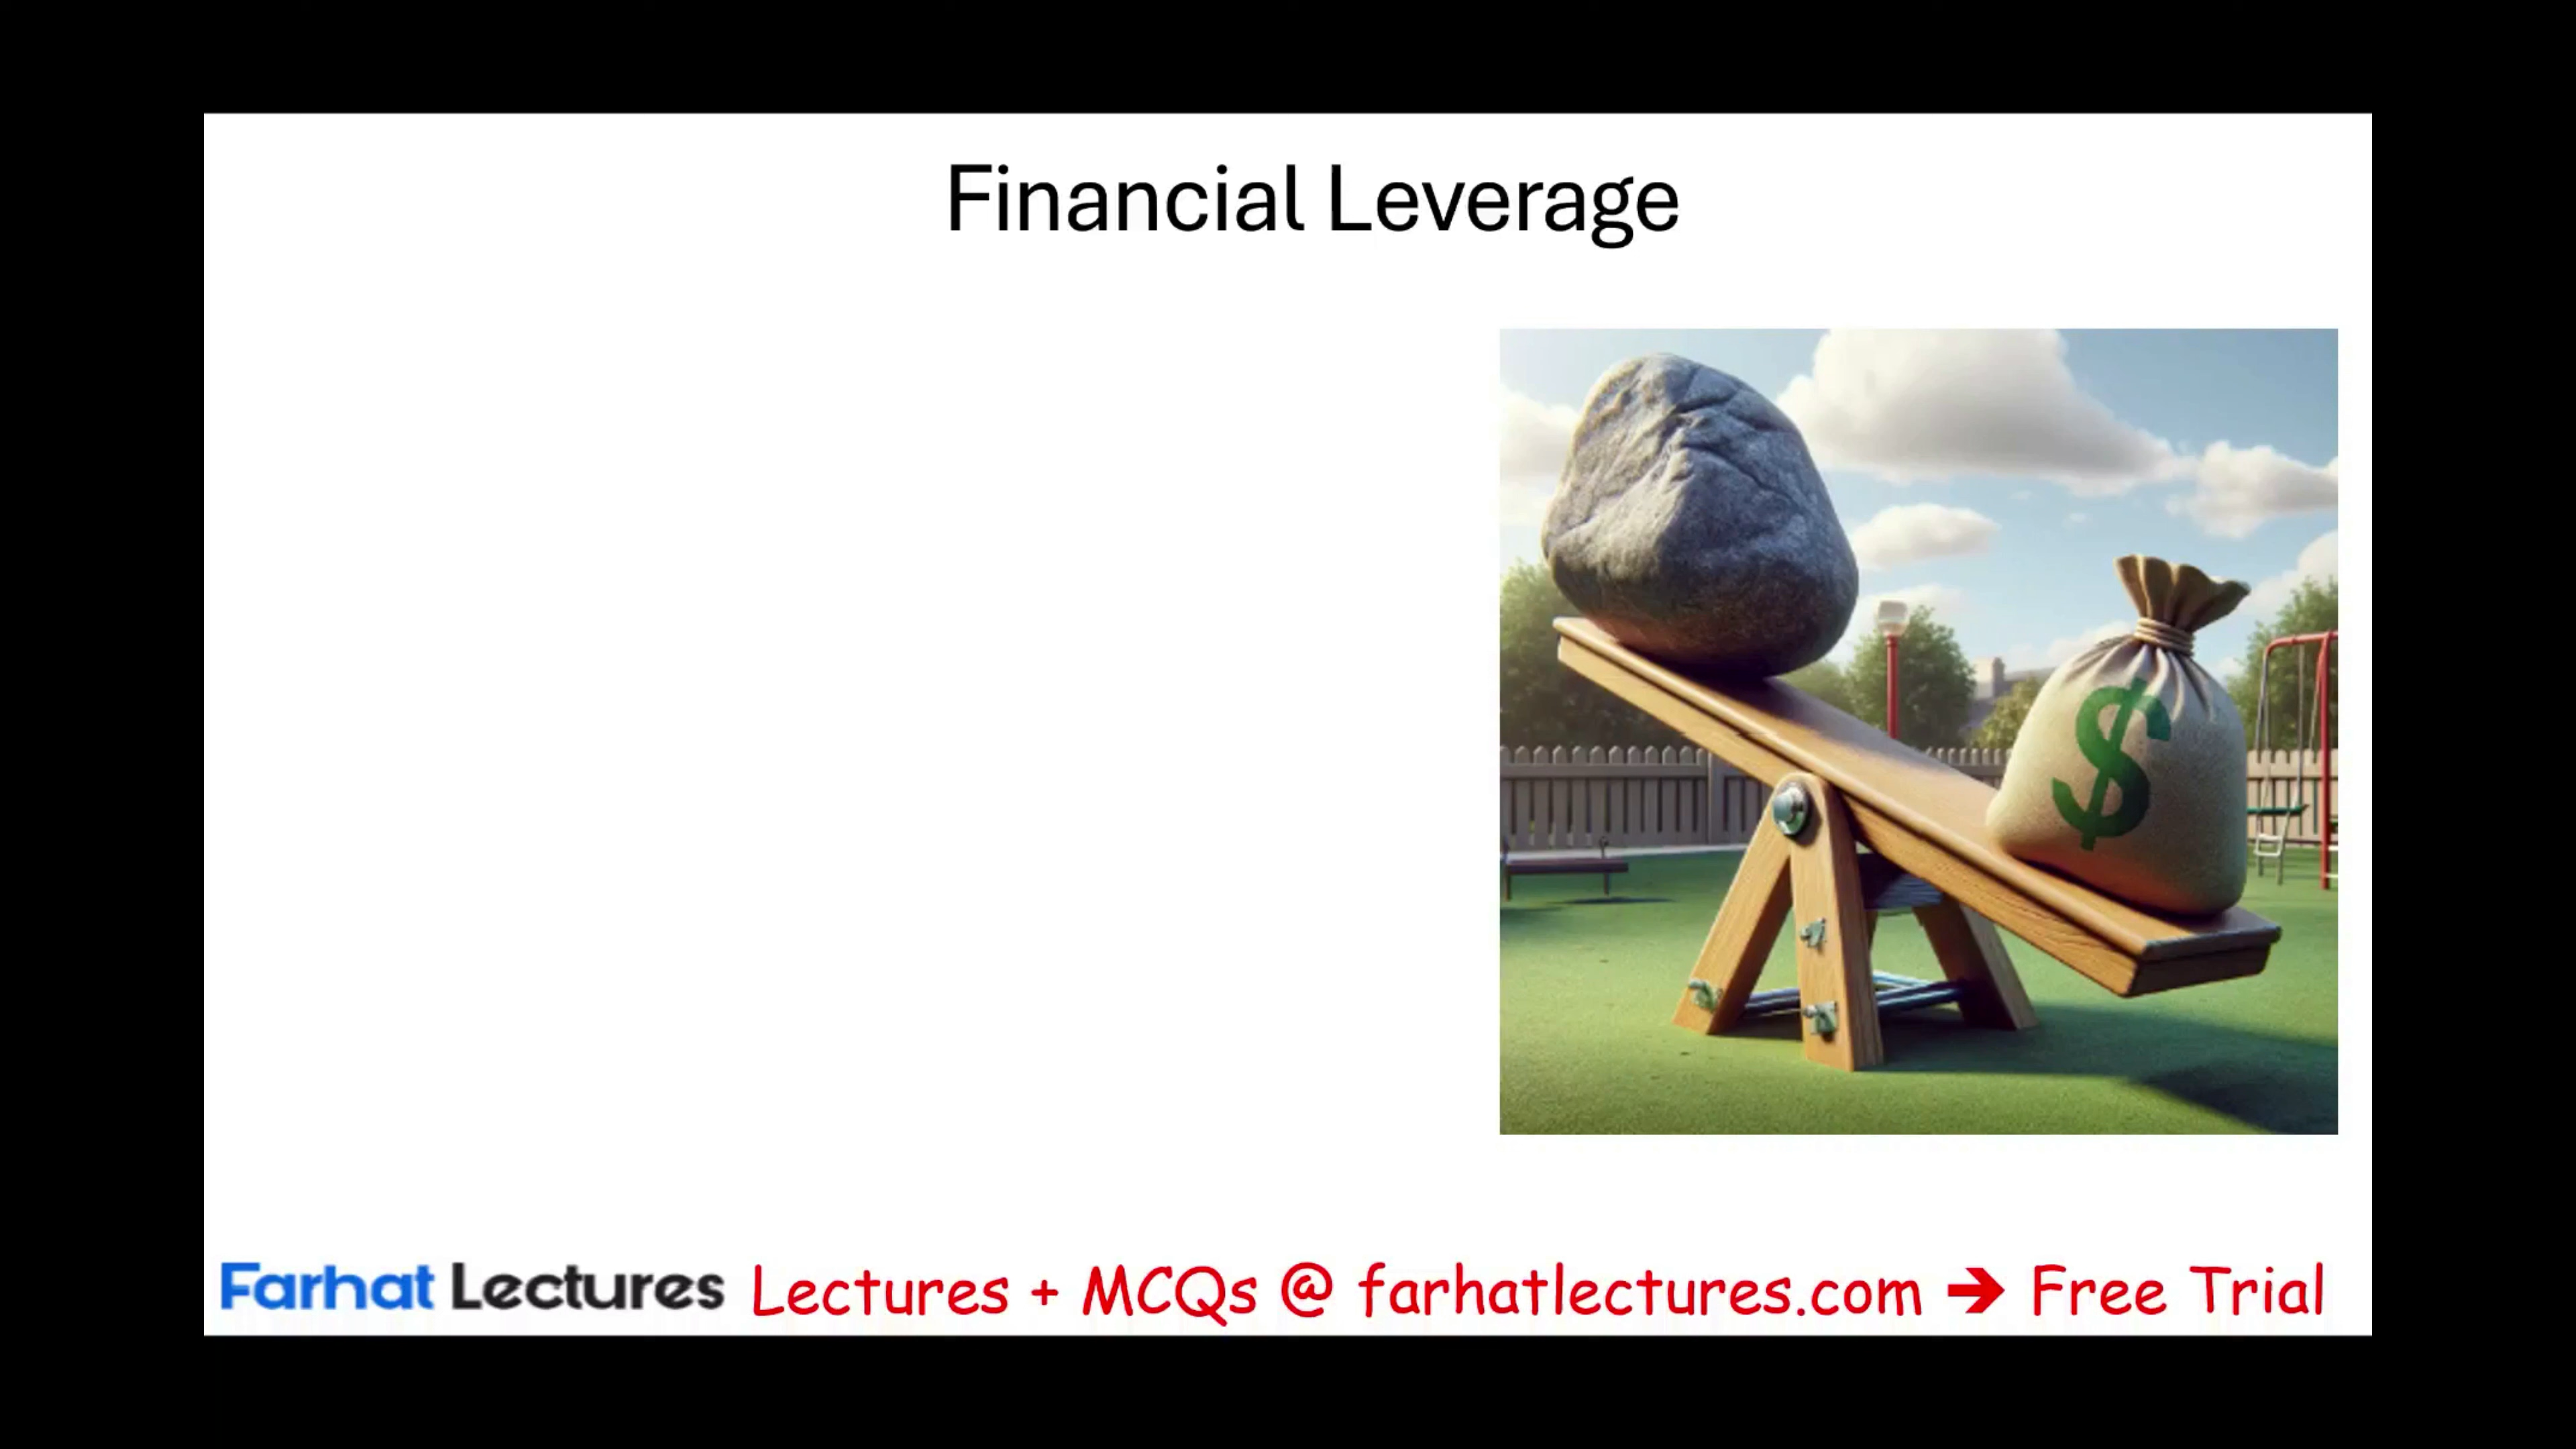 Financial Leverage
$
Farhat Lectures Lectures + MCQs @ farhatlectures.com ➔ Free Trial